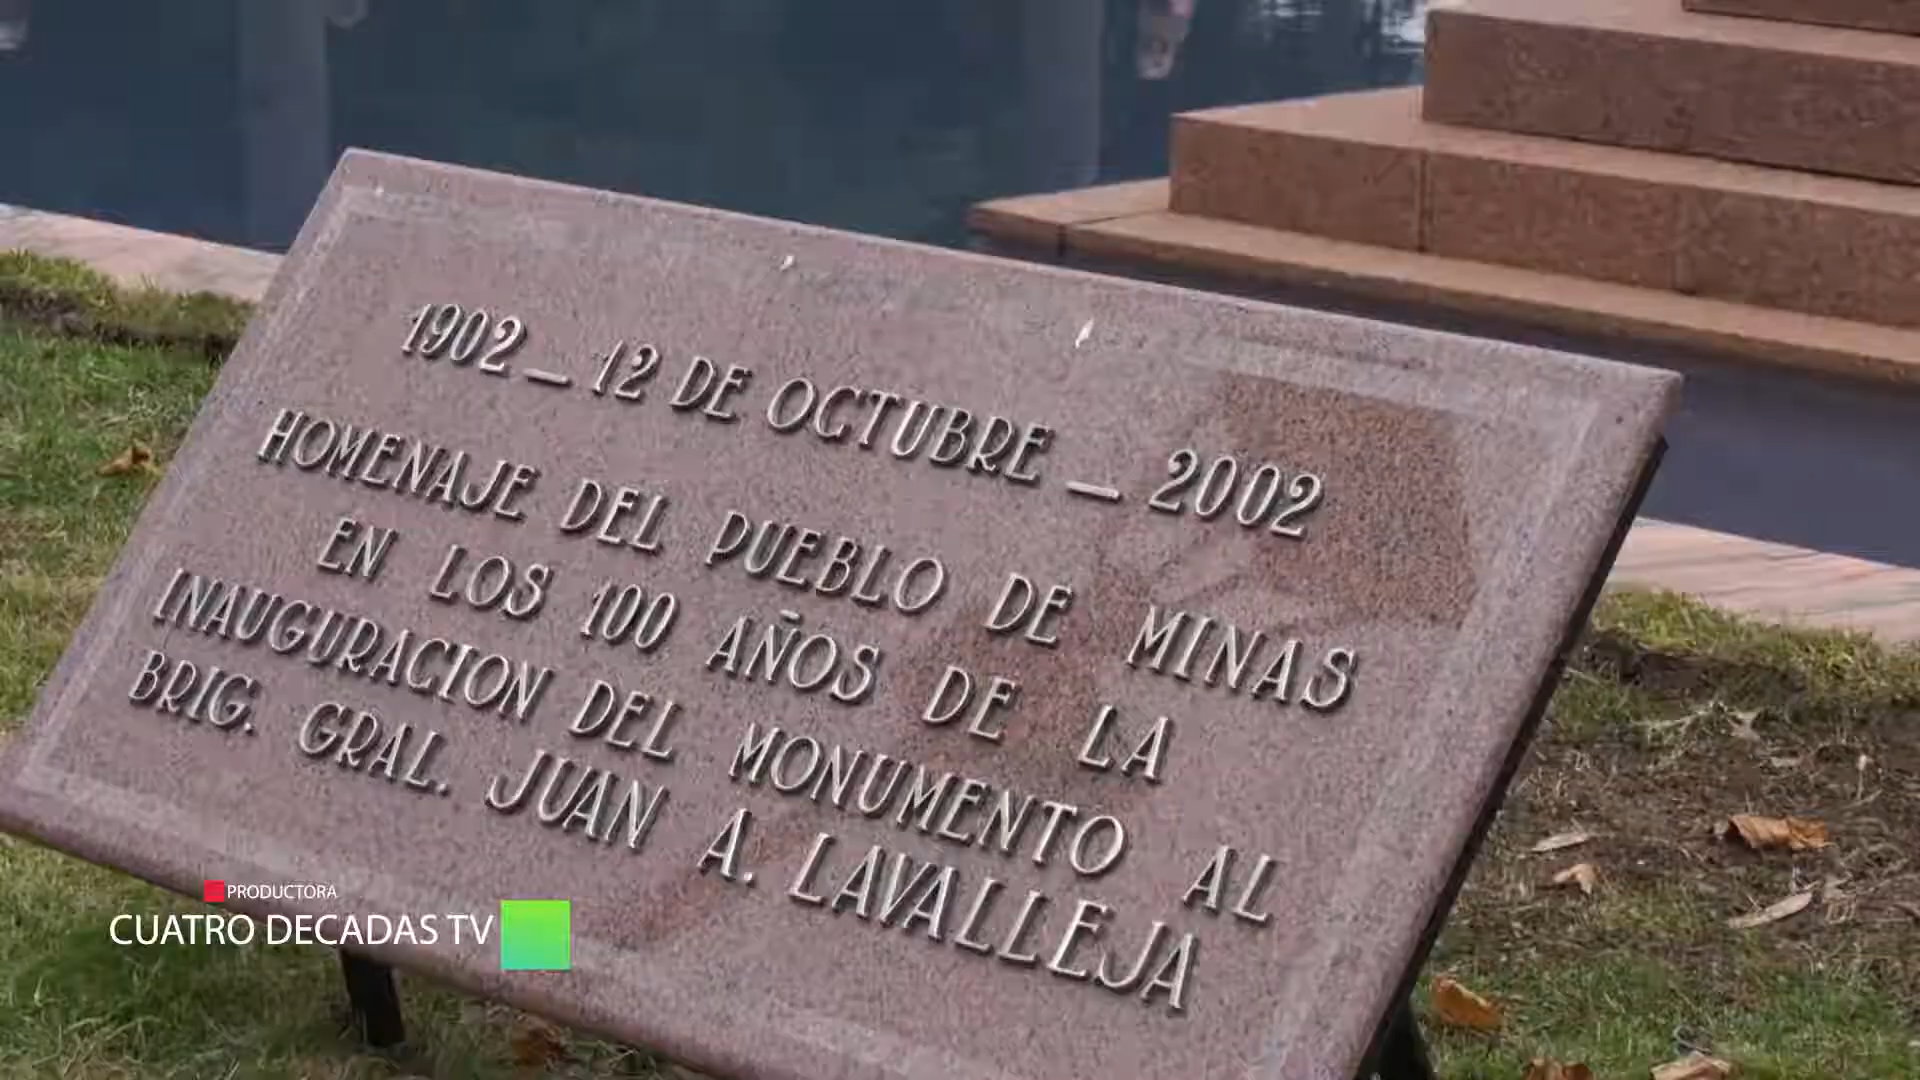 1902 _ 12 DE OCTUBRE _ 2002
HOMENAJE DEL PUEBLO DE MINAS
EN LOS 100 AÑOS DE LA
INAUGURACION DEL MONUMENTO AL
BRIG. GRAL. JUAN A. LAVALLEJA
PRODUCTORA
CUATRO DECADAS TV